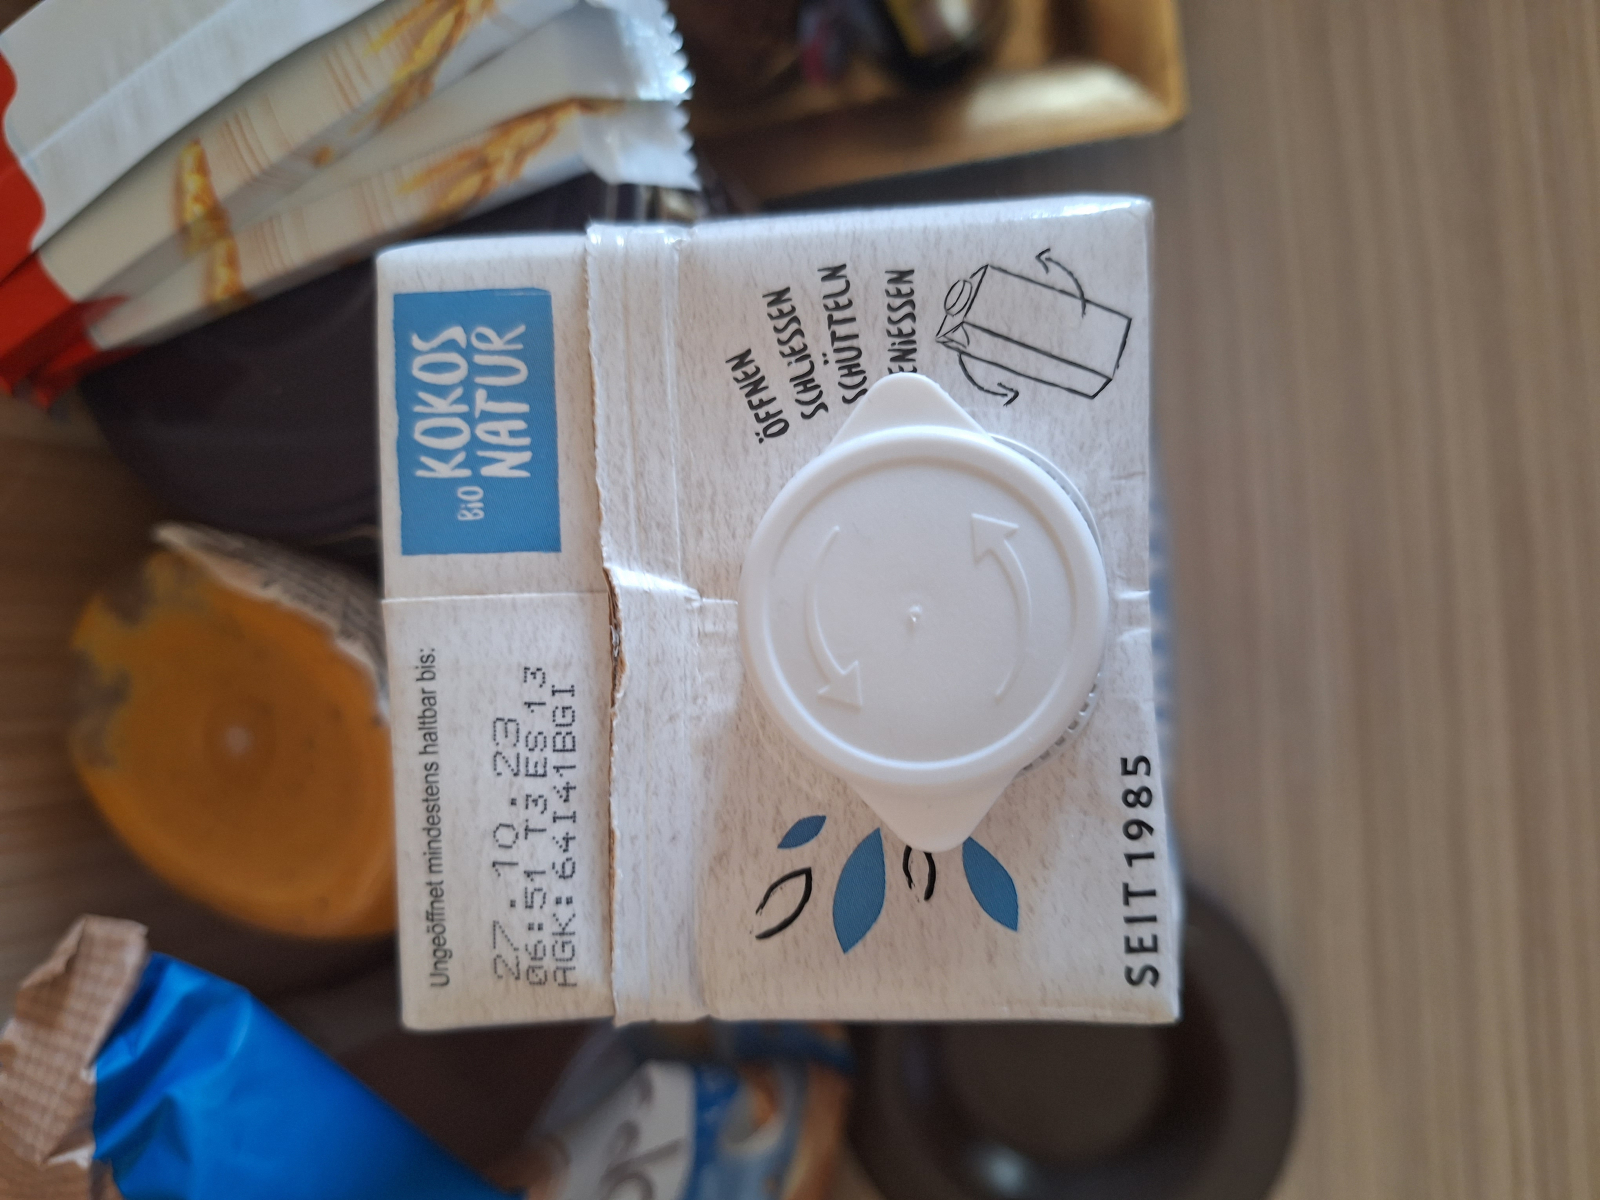 BiO KOKOS
NATUR
Ungeöffnet mindestens haltbar bis:
27.10.23
06:51 T3 ES 13
AGK:64I41BGI
ÖFFNEN
SCHLiESSEN
SCHÜTTELN
ENiESSEN
SEIT 1985